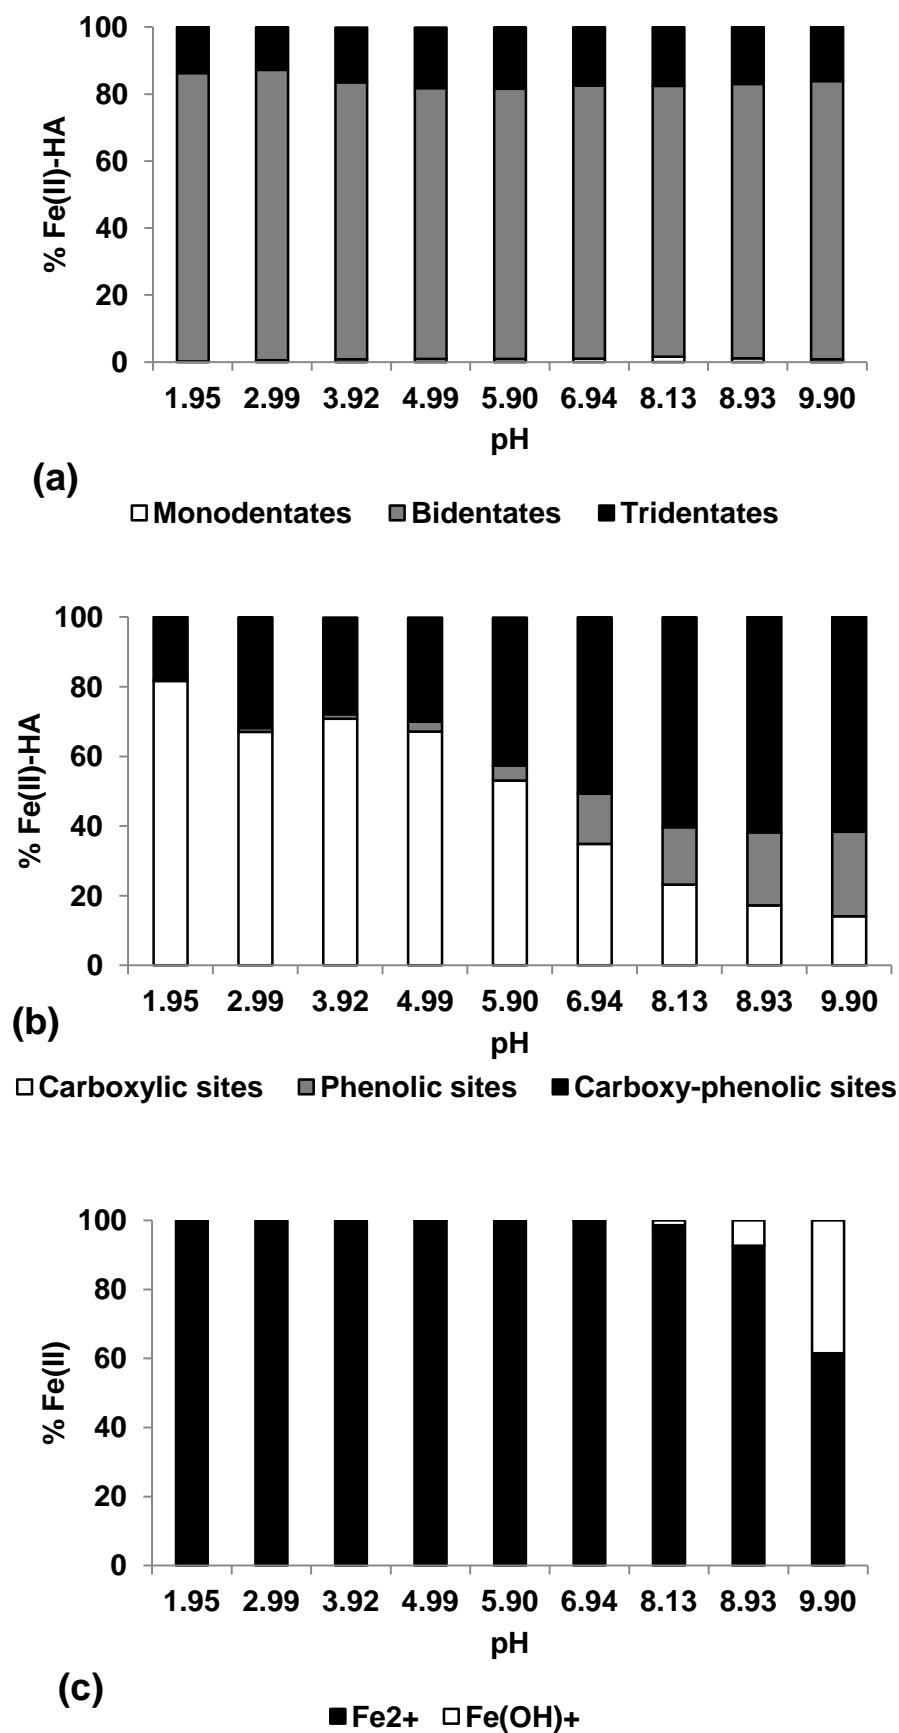 100
80
60
40
20
0
% Fe(II)-HA
1.95 2.99 3.92 4.99 5.90 6.94 8.13 8.93 9.90
pH
(a)
Monodentates Bidentates Tridentates
100
80
60
40
20
0
% Fe(II)-HA
1.95 2.99 3.92 4.99 5.90 6.94 8.13 8.93 9.90
(b)
pH
Carboxylic sites Phenolic sites Carboxy-phenolic sites
100
80
60
40
20
0
% Fe(II)
1.95 2.99 3.92 4.99 5.90 6.94 8.13 8.93 9.90
pH
(c)
Fe2+ Fe(OH)+